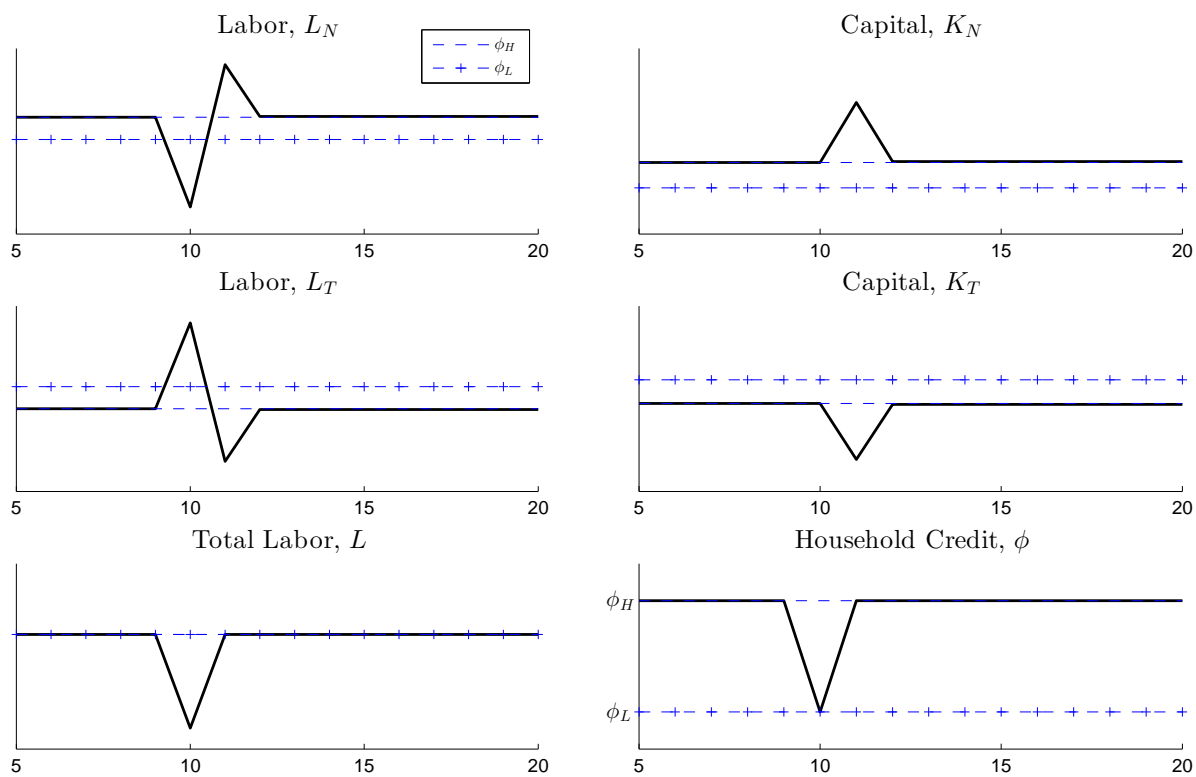 Labor, L_N
ϕ_H
ϕ_L
5 10 15 20
Capital, K_N
5 10 15 20
Labor, L_T
5 10 15 20
Capital, K_T
5 10 15 20
Total Labor, L
5 10 15 20
Household Credit, ϕ
ϕ_H
ϕ_L
5 10 15 20